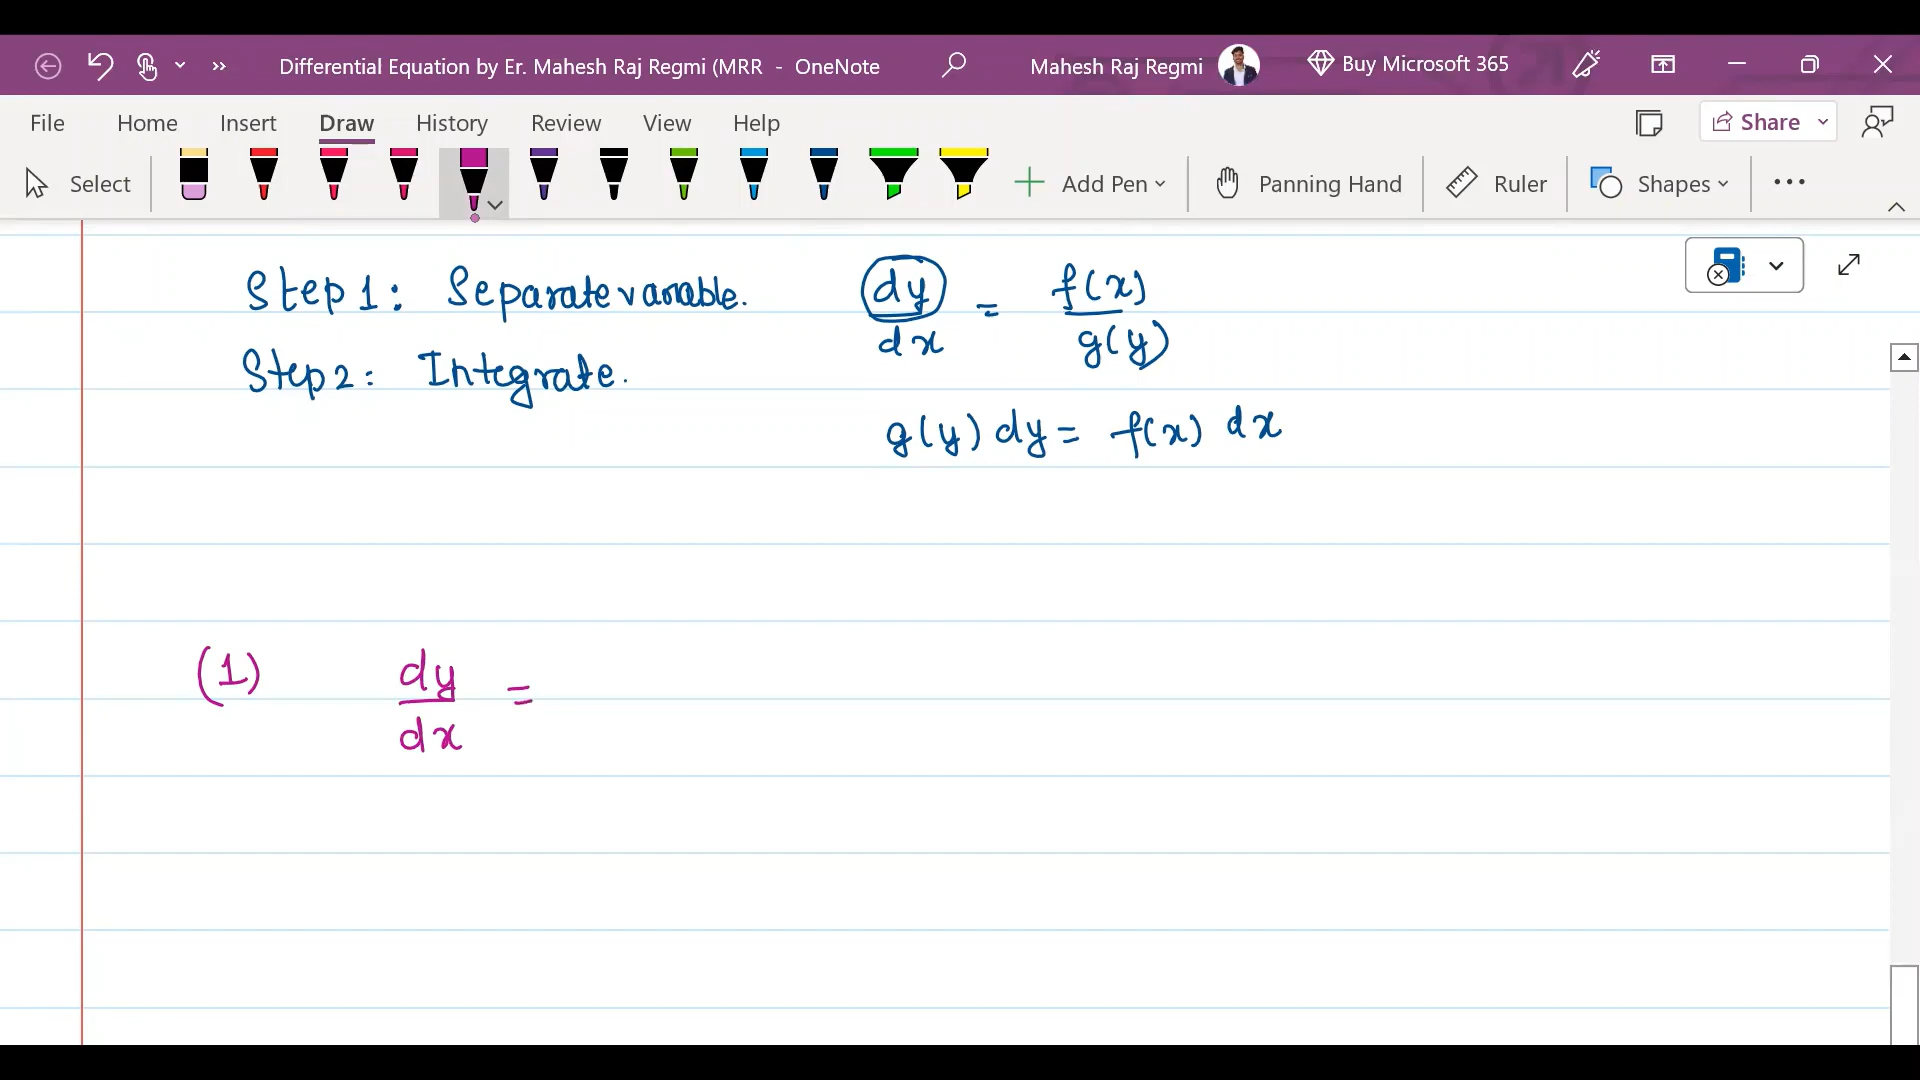 Differential Equation by Er. Mahesh Raj Regmi (MRR - OneNote
Mahesh Raj Regmi
Buy Microsoft 365
File Home Insert Draw History Review View Help
Share
Select
Add Pen
Panning Hand
Ruler
Shapes
Step 1: Separate variable.
dy/dx = f(x)/g(y)
Step 2: Integrate.
g(y) dy = f(x) dx
(1) dy/dx =